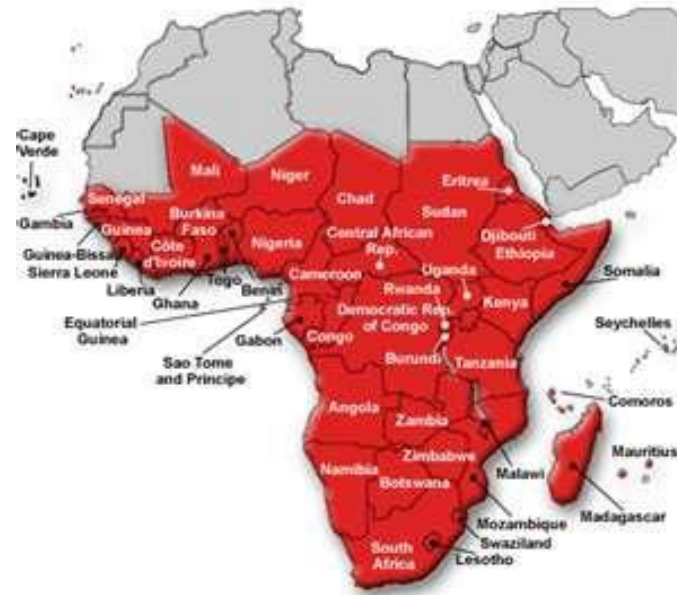 Cape
Verde
Mali
Niger
Chad
Eritrea
Senegal
Sudan
Gambia
Burkina
Faso
Guinea
Nigeria
Central African
Rep.
Djibouti
Ethiopia
Côte
d'Ivoire
Guinea-Bissau
Sierra Leone
Liberia
Ghana
Togo
Benin
Cameroon
Uganda
Somalia
Rwanda
Kenya
Equatorial
Guinea
Gabon
Congo
Democratic Rep.
of Congo
Seychelles
Sao Tome
and Principe
Burundi
Tanzania
Comoros
Angola
Zambia
Malawi
Mauritius
Zimbabwe
Namibia
Botswana
Madagascar
Mozambique
Swaziland
South
Africa
Lesotho